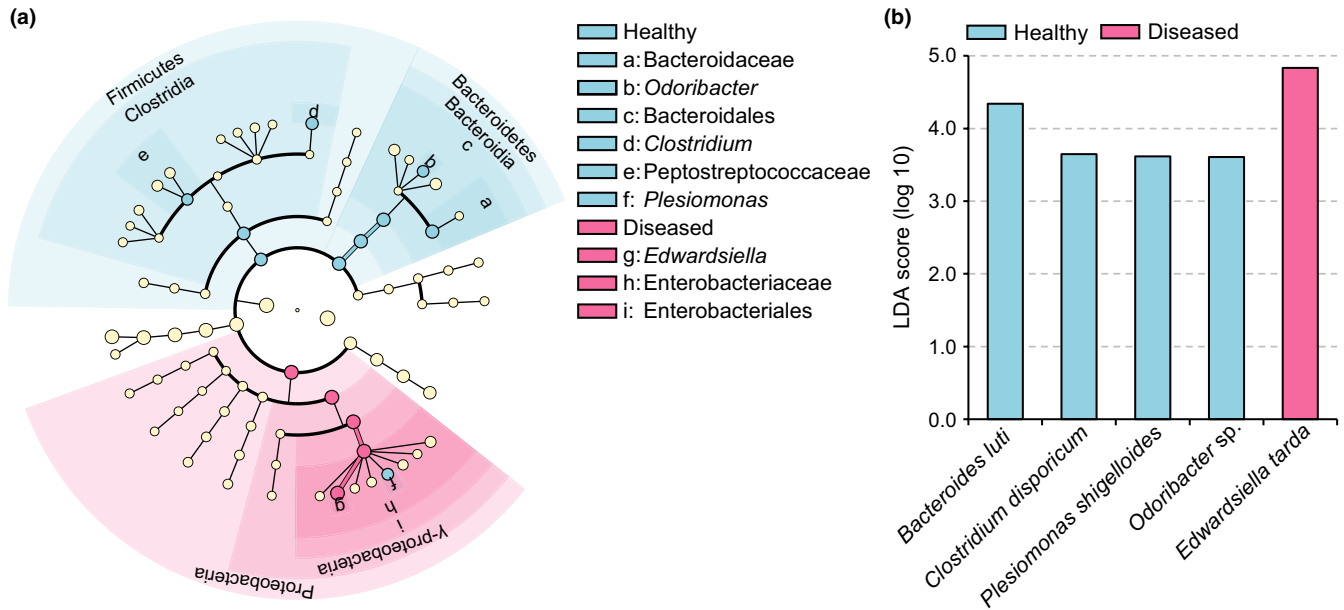 (a)
Firmicutes
Clostridia
Bacteroidetes
Bacteroidia
c
d
e
b
a
g
f
h
i
γ-proteobacteria
Proteobacteria
Healthy
a: Bacteroidaceae
b: Odoribacter
c: Bacteroidales
d: Clostridium
e: Peptostreptococcaceae
f: Plesiomonas
Diseased
g: Edwardsiella
h: Enterobacteriaceae
i: Enterobacteriales
(b)
Healthy Diseased
LDA score (log 10)
5.0
4.0
3.0
2.0
1.0
0.0
Bacteroides luti
Clostridium disporicum
Plesiomonas shigelloides
Odoribacter sp.
Edwardsiella tarda